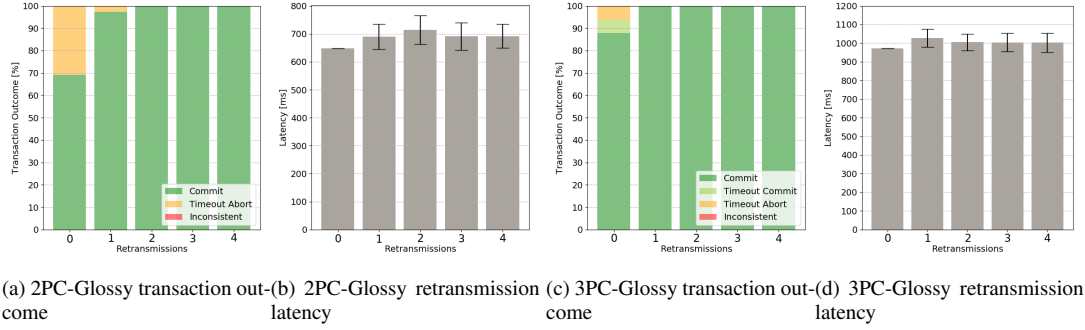 100
90
80
70
60
50
40
30
20
10
0
Transaction Outcome [%]
Commit
Timeout Abort
Inconsistent
0 1 2 3 4
Retransmissions
800
700
600
500
400
300
200
100
0
Latency [ms]
0 1 2 3 4
Retransmissions
100
90
80
70
60
50
40
30
20
10
0
Transaction Outcome [%]
Commit
Timeout Commit
Timeout Abort
Inconsistent
0 1 2 3 4
Retransmissions
1200
1100
1000
900
800
700
600
500
400
300
200
100
0
Latency [ms]
0 1 2 3 4
Retransmissions
(a) 2PC-Glossy transaction out-
come
(b) 2PC-Glossy retransmission
latency
(c) 3PC-Glossy transaction out-
come
(d) 3PC-Glossy retransmission
latency